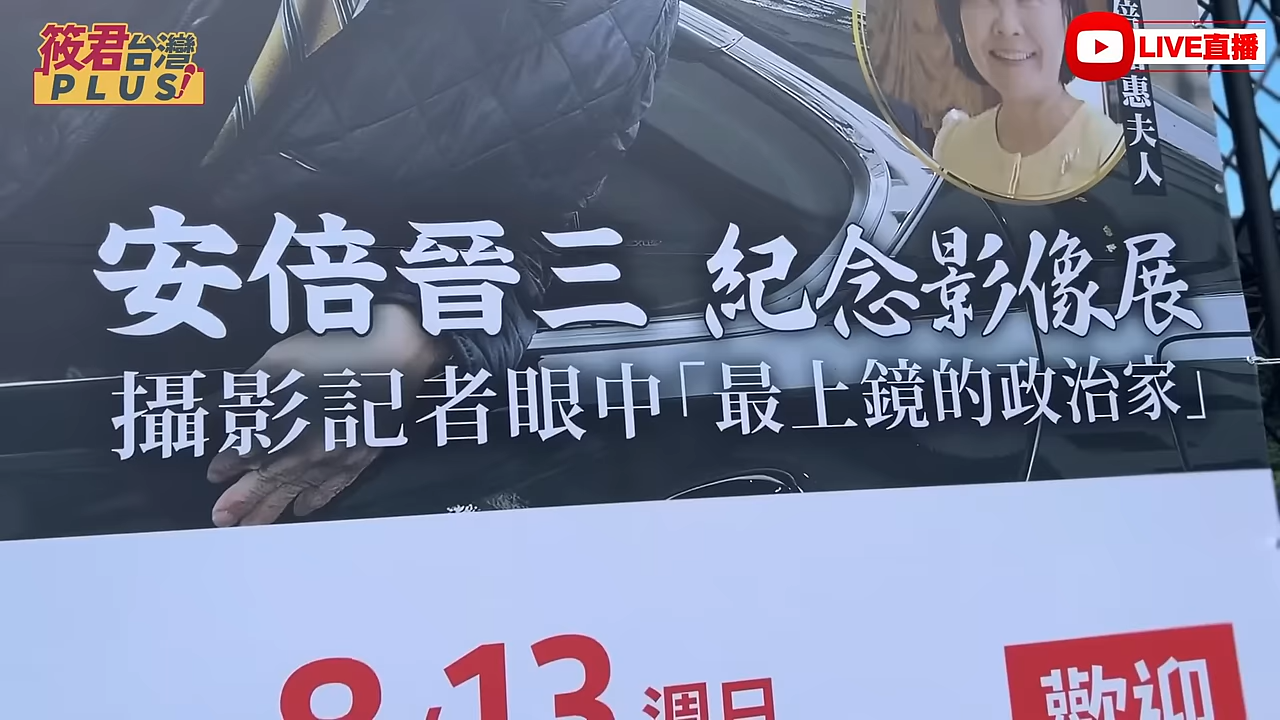 筱君台灣
PLUS!
LIVE直播
惠夫人
安倍晉三 紀念影像展
攝影記者眼中「最上鏡的政治家」
8/13 週日
歡迎